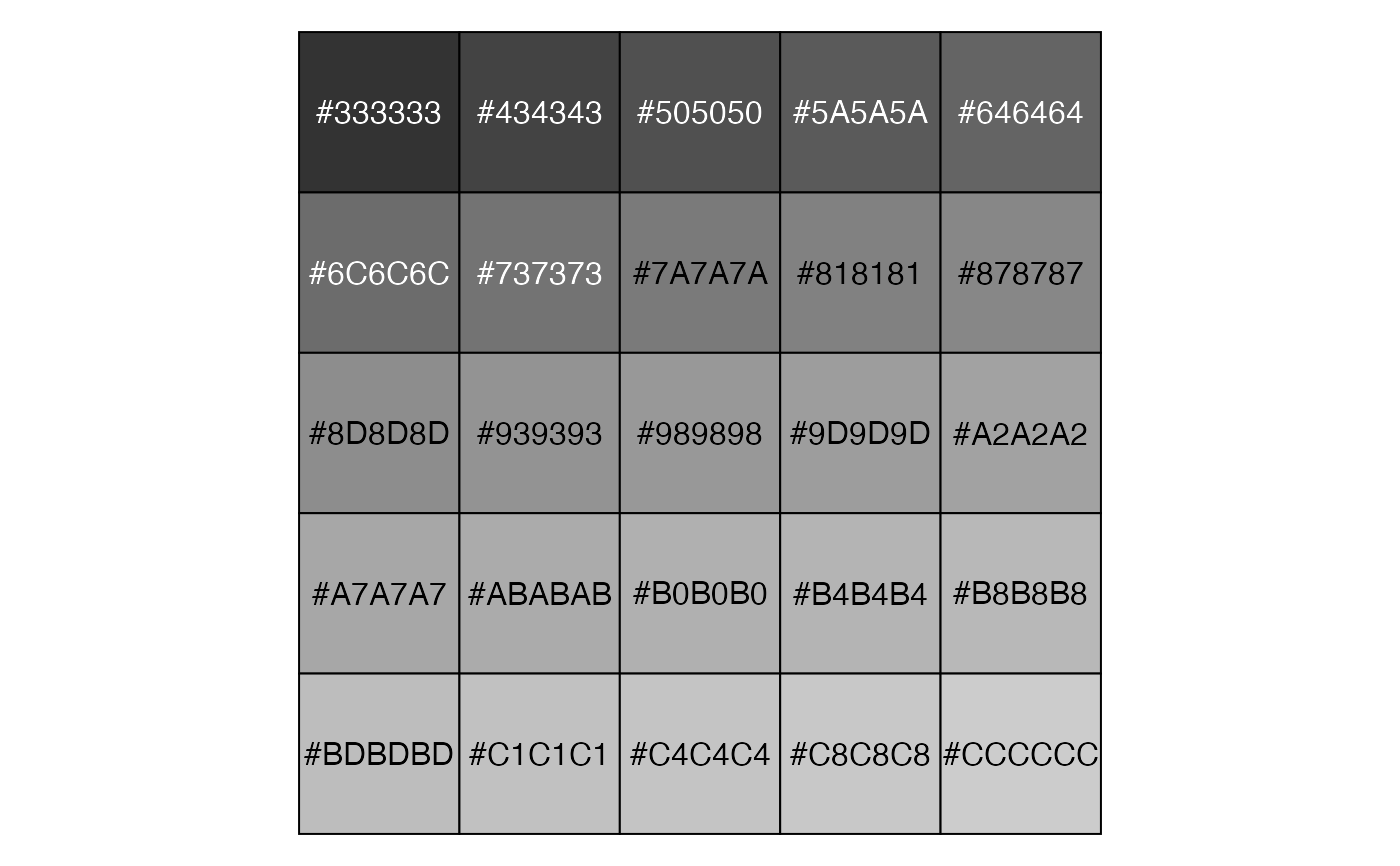 #333333 #434343 #505050 #5A5A5A #646464
#6C6C6C #737373 #7A7A7A #818181 #878787
#8D8D8D #939393 #989898 #9D9D9D #A2A2A2
#A7A7A7 #ABABAB #B0B0B0 #B4B4B4 #B8B8B8
#BDBDBD #C1C1C1 #C4C4C4 #C8C8C8 #CCCCCC